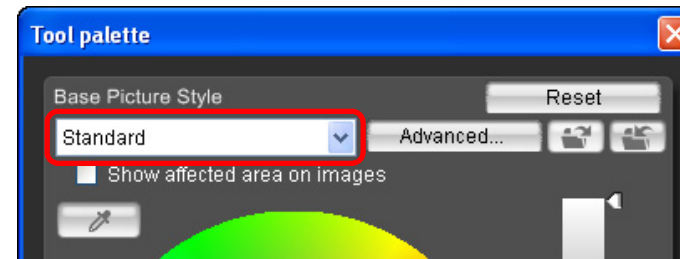 Tool palette
Base Picture Style
Reset
Standard
Advanced...
Show affected area on images